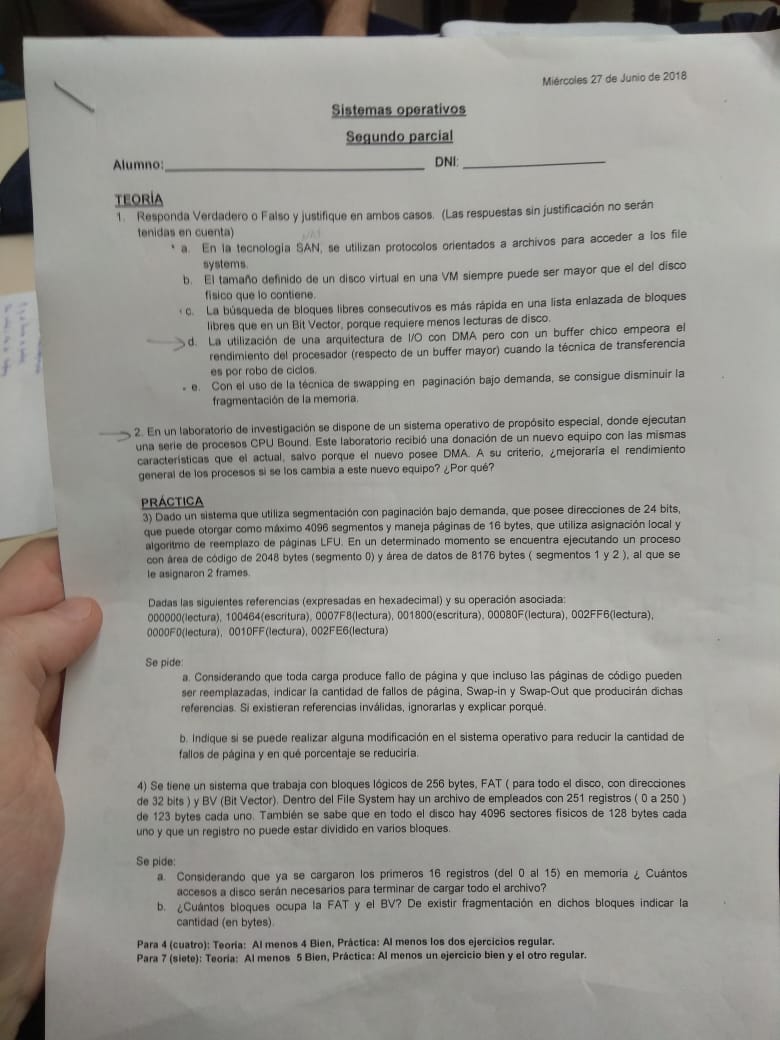 Miércoles 27 de Junio de 2018
Sistemas operativos
Segundo parcial
Alumno: DNI:
TEORÍA
1. Responda Verdadero o Falso y justifique en ambos casos. (Las respuestas sin justificación no serán
tenidas en cuenta)
a. En la tecnología SAN, se utilizan protocolos orientados a archivos para acceder a los file
systems.
b. El tamaño definido de un disco virtual en una VM siempre puede ser mayor que el del disco
físico que lo contiene.
c. La búsqueda de bloques libres consecutivos es más rápida en una lista enlazada de bloques
libres que en un Bit Vector, porque requiere menos lecturas de disco.
d. La utilización de una arquitectura de I/O con DMA pero con un buffer chico empeora el
rendimiento del procesador (respecto de un buffer mayor) cuando la técnica de transferencia
es por robo de ciclos.
e. Con el uso de la técnica de swapping en paginación bajo demanda, se consigue disminuir la
fragmentación de la memoria.
2. En un laboratorio de investigación se dispone de un sistema operativo de propósito especial, donde ejecutan
una serie de procesos CPU Bound. Este laboratorio recibió una donación de un nuevo equipo con las mismas
características que el actual, salvo porque el nuevo posee DMA. A su criterio, ¿mejoraría el rendimiento
general de los procesos si se los cambia a este nuevo equipo? ¿Por qué?
PRÁCTICA
3) Dado un sistema que utiliza segmentación con paginación bajo demanda, que posee direcciones de 24 bits,
que puede otorgar como máximo 4096 segmentos y maneja páginas de 16 bytes, que utiliza asignación local y
algoritmo de reemplazo de páginas LFU. En un determinado momento se encuentra ejecutando un proceso
con área de código de 2048 bytes (segmento 0) y área de datos de 8176 bytes ( segmentos 1 y 2 ), al que se
le asignaron 2 frames.
Dadas las siguientes referencias (expresadas en hexadecimal) y su operación asociada:
000000(lectura), 100464(escritura), 0007F8(lectura), 001800(escritura), 00080F(lectura), 002FF6(lectura),
0000F0(lectura), 0010FF(lectura), 002FE6(lectura)
Se pide:
a. Considerando que toda carga produce fallo de página y que incluso las páginas de código pueden
ser reemplazadas, indicar la cantidad de fallos de página, Swap-in y Swap-Out que producirán dichas
referencias. Si existieran referencias inválidas, ignorarlas y explicar porqué.
b. Indique si se puede realizar alguna modificación en el sistema operativo para reducir la cantidad de
fallos de página y en qué porcentaje se reduciría.
4) Se tiene un sistema que trabaja con bloques lógicos de 256 bytes, FAT ( para todo el disco, con direcciones
de 32 bits ) y BV (Bit Vector). Dentro del File System hay un archivo de empleados con 251 registros ( 0 a 250 )
de 123 bytes cada uno. También se sabe que en todo el disco hay 4096 sectores físicos de 128 bytes cada
uno y que un registro no puede estar dividido en varios bloques.
Se pide:
a. Considerando que ya se cargaron los primeros 16 registros (del 0 al 15) en memoria ¿ Cuántos
accesos a disco serán necesarios para terminar de cargar todo el archivo?
b. ¿Cuántos bloques ocupa la FAT y el BV? De existir fragmentación en dichos bloques indicar la
cantidad (en bytes).
Para 4 (cuatro): Teoría: Al menos 4 Bien, Práctica: Al menos los dos ejercicios regular.
Para 7 (siete): Teoría: Al menos 5 Bien, Práctica: Al menos un ejercicio bien y el otro regular.